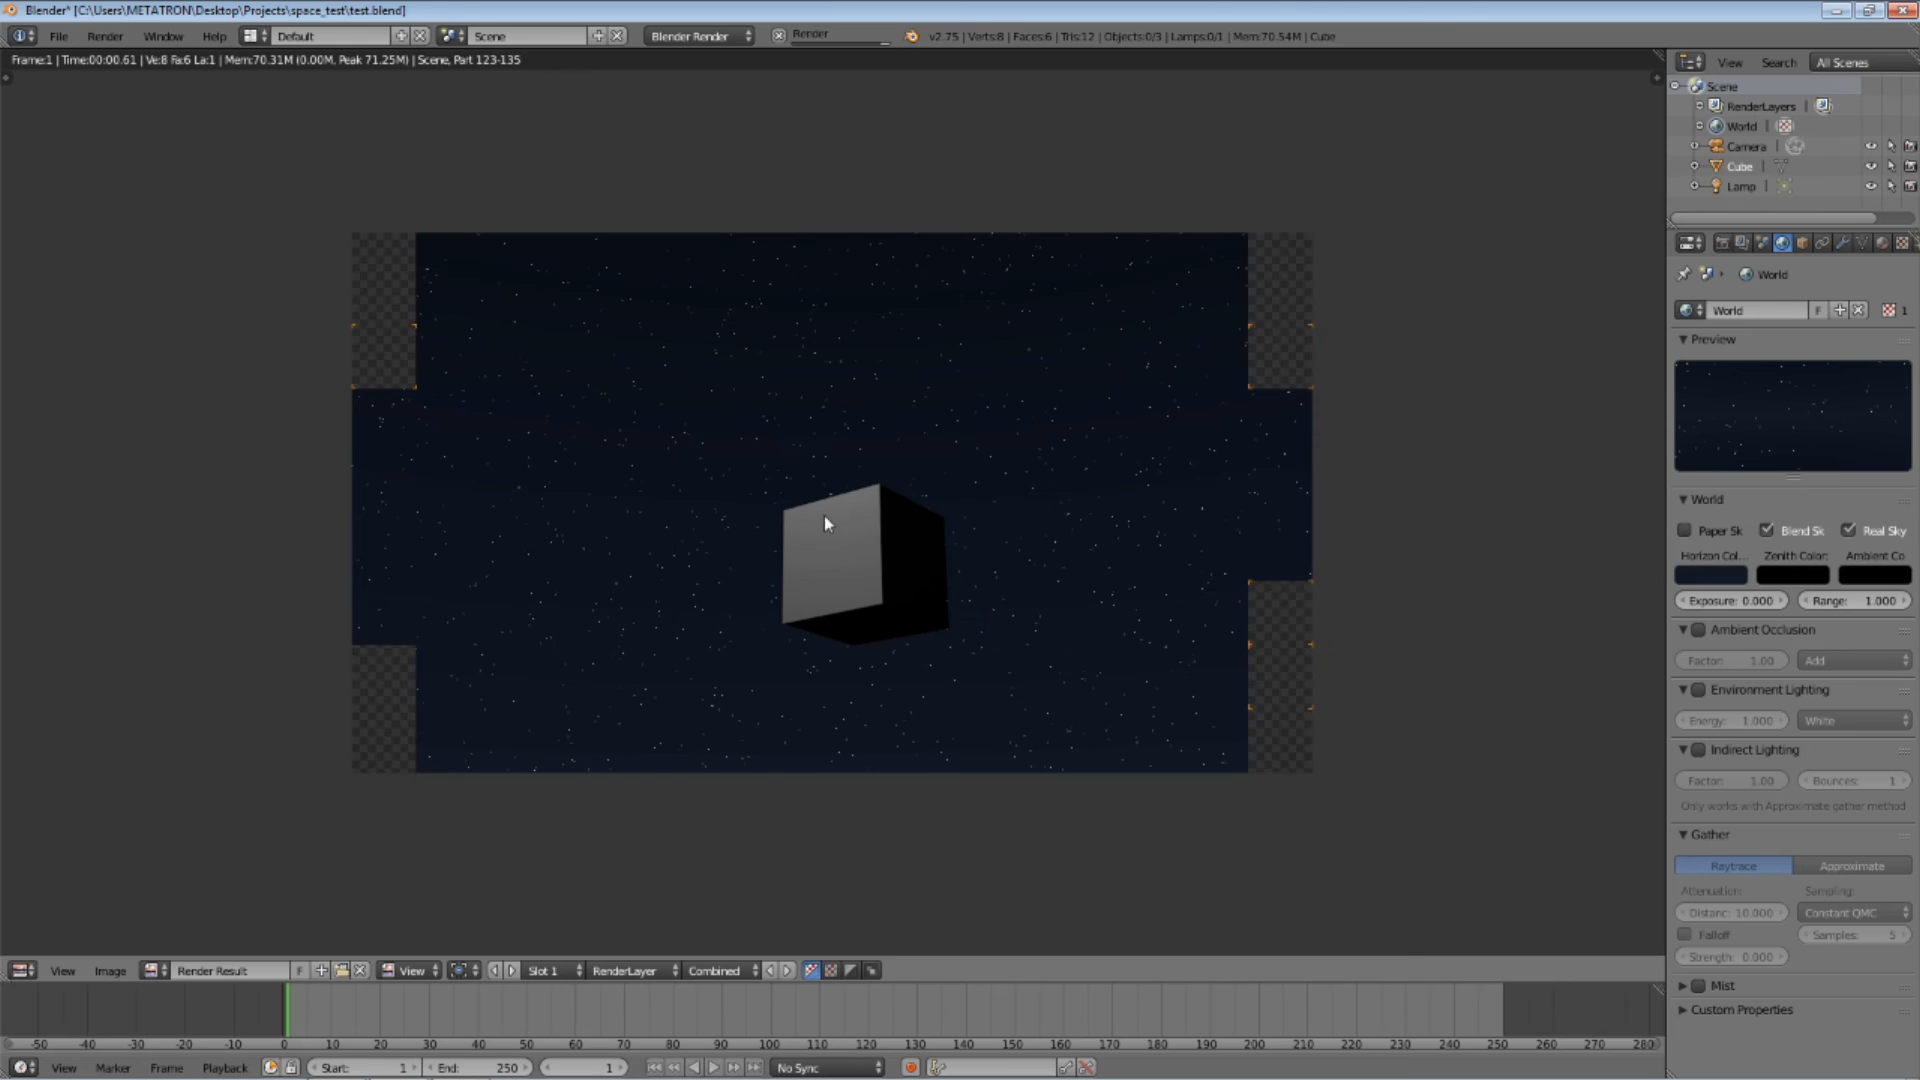 Blender* [C:\Users\METATRON\Desktop\Projects\space_test\test.blend]
File Render Window Help Default Scene Blender Render Render v2.75 | Verts:8 | Faces:6 | Tris:12 | Objects:0/3 | Lamps:0/1 | Mem:70.54M | Cube
Frame:1 | Time:00:00.61 | Ve:8 Fa:6 La:1 | Mem:70.31M (0.00M, Peak 71.25M) | Scene, Part 123-135
View Search All Scenes
Scene
RenderLayers |
World |
Camera |
Cube |
Lamp |
World
World F 1
Preview
World
Paper Sk Blend Sk Real Sky
Horizon Col... Zenith Color: Ambient Co
Exposure: 0.000 Range: 1.000
Ambient Occlusion
Factor: 1.00 Add
Environment Lighting
Energy: 1.000 White
Indirect Lighting
Factor: 1.00 Bounces: 1
Only works with Approximate gather method
Gather
Raytrace Approximate
Attenuation: Sampling:
Distanc: 10.000 Constant QMC
Falloff Samples: 5
Strength: 0.000
Mist
Custom Properties
View Image Render Result F View Slot 1 RenderLayer Combined
-50 -40 -30 -20 -10 0 10 20 30 40 50 60 70 80 90 100 110 120 130 140 150 160 170 180 190 200 210 220 230 240 250 260 270 280
View Marker Frame Playback Start: 1 End: 250 1 No Sync